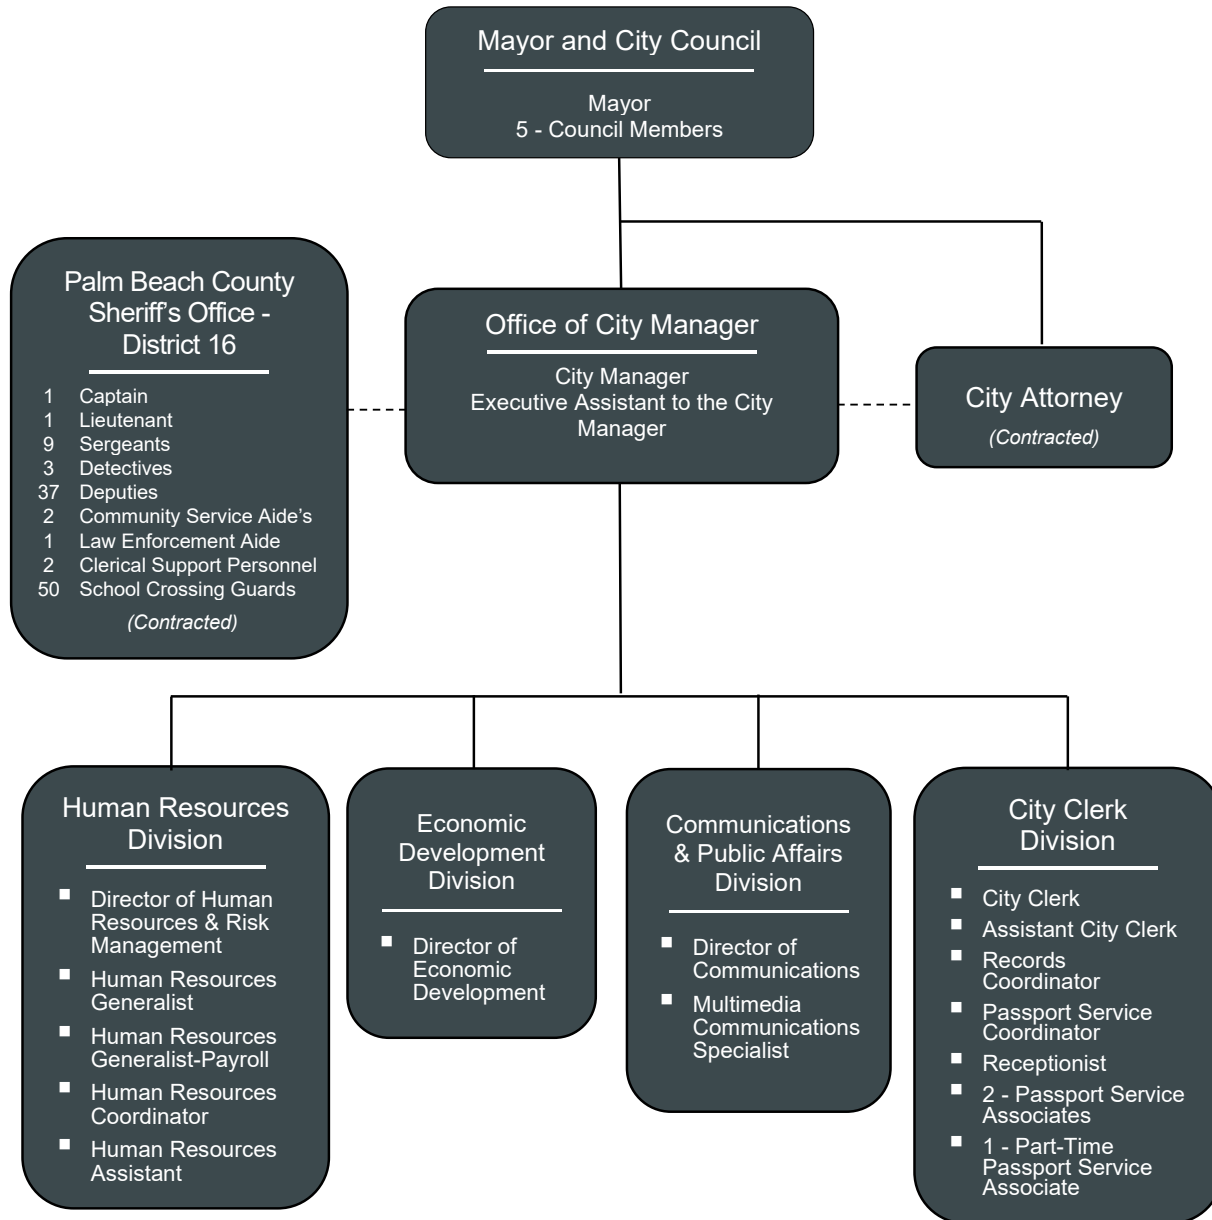 Mayor and City Council
Mayor
5 - Council Members
Palm Beach County
Sheriff's Office -
District 16
1 Captain
1 Lieutenant
9 Sergeants
3 Detectives
37 Deputies
2 Community Service Aide's
1 Law Enforcement Aide
2 Clerical Support Personnel
50 School Crossing Guards
(Contracted)
Office of City Manager
City Manager
Executive Assistant to the City
Manager
City Attorney
(Contracted)
Human Resources
Division
Director of Human
Resources & Risk
Management
Human Resources
Generalist
Human Resources
Generalist-Payroll
Human Resources
Coordinator
Human Resources
Assistant
Economic
Development
Division
Director of
Economic
Development
Communications
& Public Affairs
Division
Director of
Communications
Multimedia
Communications
Specialist
City Clerk
Division
City Clerk
Assistant City Clerk
Records
Coordinator
Passport Service
Coordinator
Receptionist
2 - Passport Service
Associates
1 - Part-Time
Passport Service
Associate